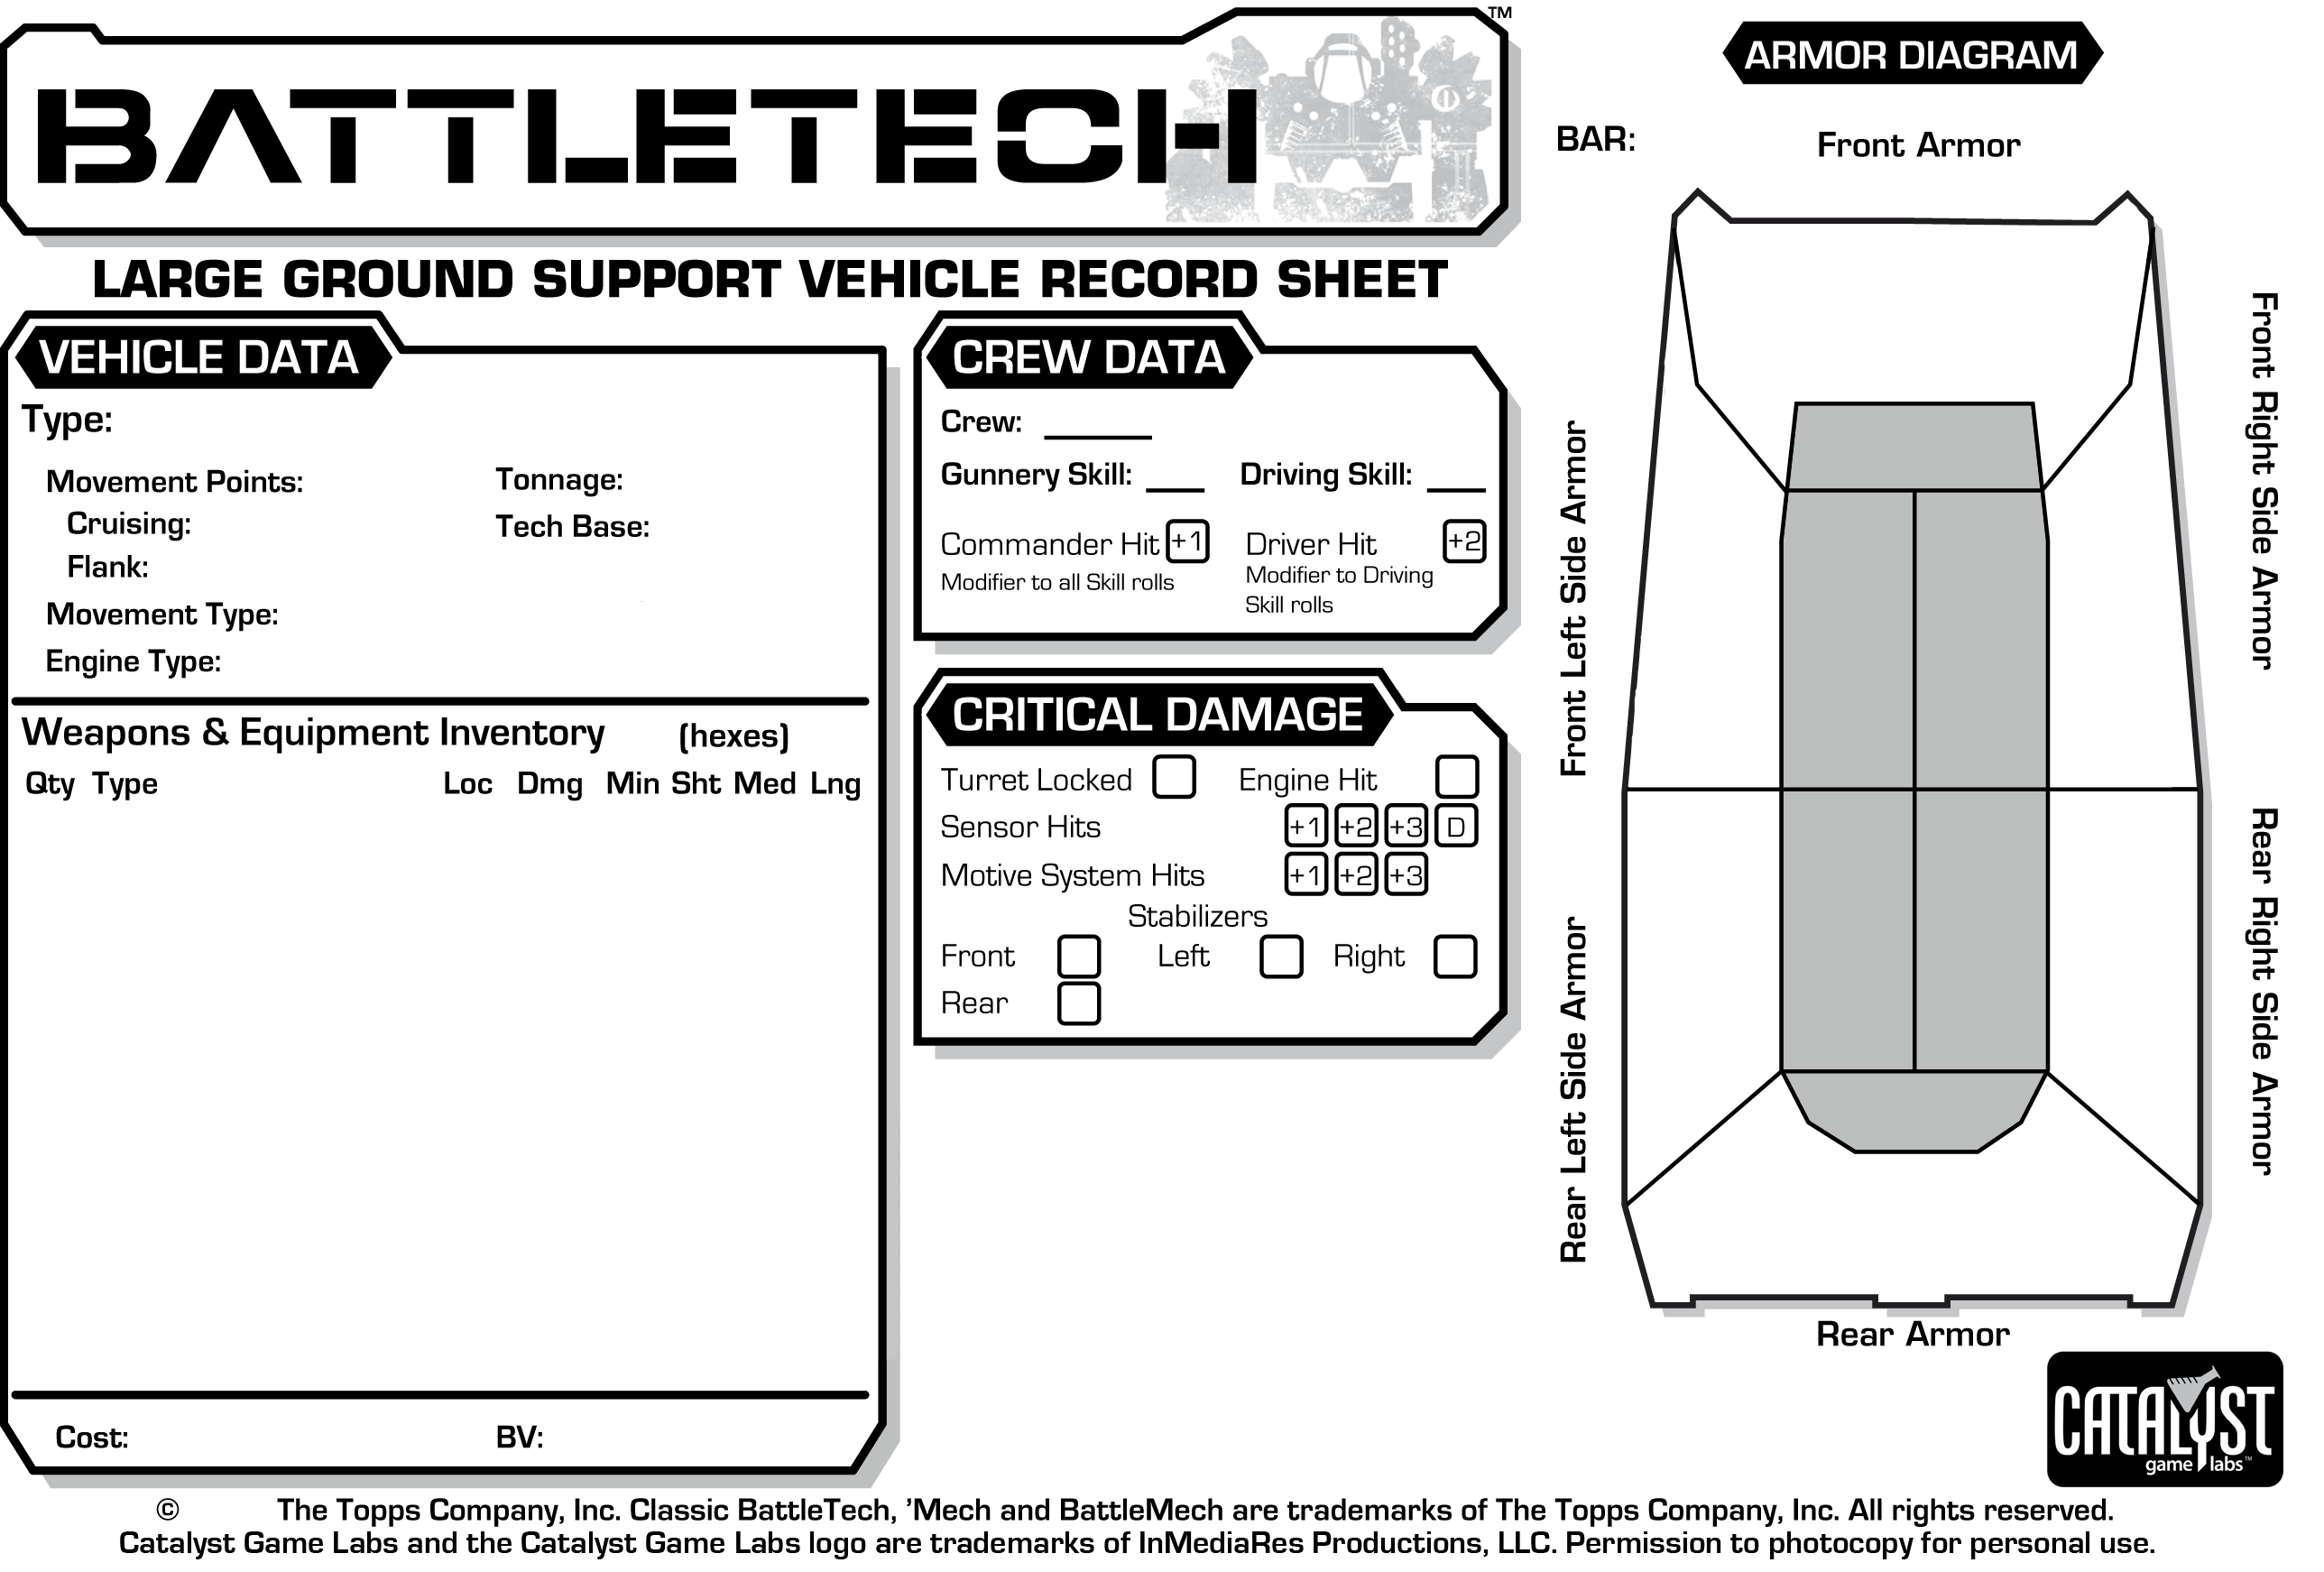 BATTLETECH
™
LARGE GROUND SUPPORT VEHICLE RECORD SHEET
VEHICLE DATA
Type:
Movement Points:
Tonnage:
Cruising:
Tech Base:
Flank:
Movement Type:
Engine Type:
Weapons & Equipment Inventory (hexes)
Qty Type Loc Dmg Min Sht Med Lng
Cost:
BV:
CREW DATA
Crew:
Gunnery Skill: Driving Skill:
Commander Hit +1
Modifier to all Skill rolls
Driver Hit +2
Modifier to Driving
Skill rolls
CRITICAL DAMAGE
Turret Locked Engine Hit
Sensor Hits +1 +2 +3 D
Motive System Hits +1 +2 +3
Stabilizers
Front Left Right
Rear
ARMOR DIAGRAM
BAR:
Front Armor
Front Left Side Armor
Front Right Side Armor
Rear Left Side Armor
Rear Right Side Armor
Rear Armor
CATALYST
game labs™
© The Topps Company, Inc. Classic BattleTech, ’Mech and BattleMech are trademarks of The Topps Company, Inc. All rights reserved.
Catalyst Game Labs and the Catalyst Game Labs logo are trademarks of InMediaRes Productions, LLC. Permission to photocopy for personal use.